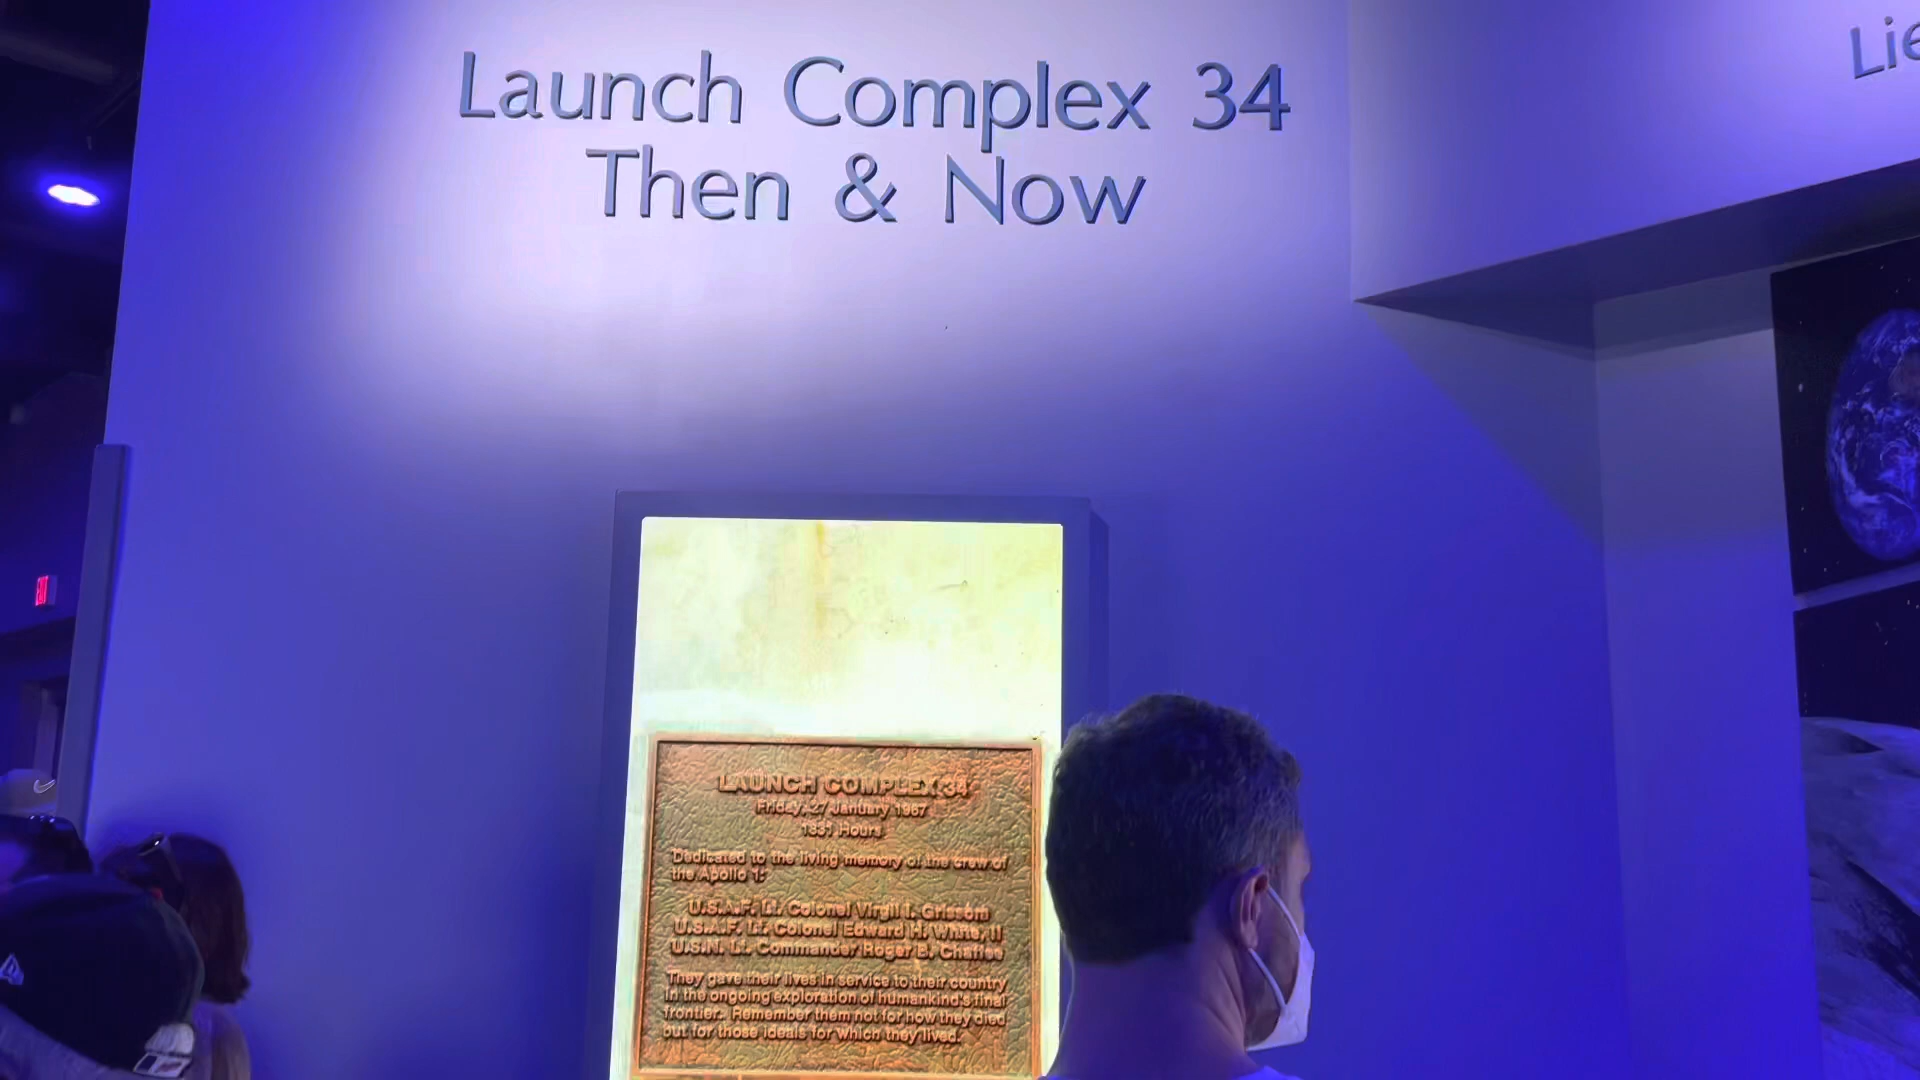 Launch Complex 34
Then & Now
Lie
LAUNCH COMPLEX 34
Friday, 27 January 1967
1831 Hours
Dedicated to the living memory of the crew of
the Apollo 1:
U.S.A.F. Lt. Colonel Virgil I. Grissom
U.S.A.F. Lt. Colonel Edward H. White, II
U.S.N. Lt. Commander Roger B. Chaffee
They gave their lives in service to their country
in the ongoing exploration of humankind's final
frontier. Remember them not for how they died
but for those ideals for which they lived.